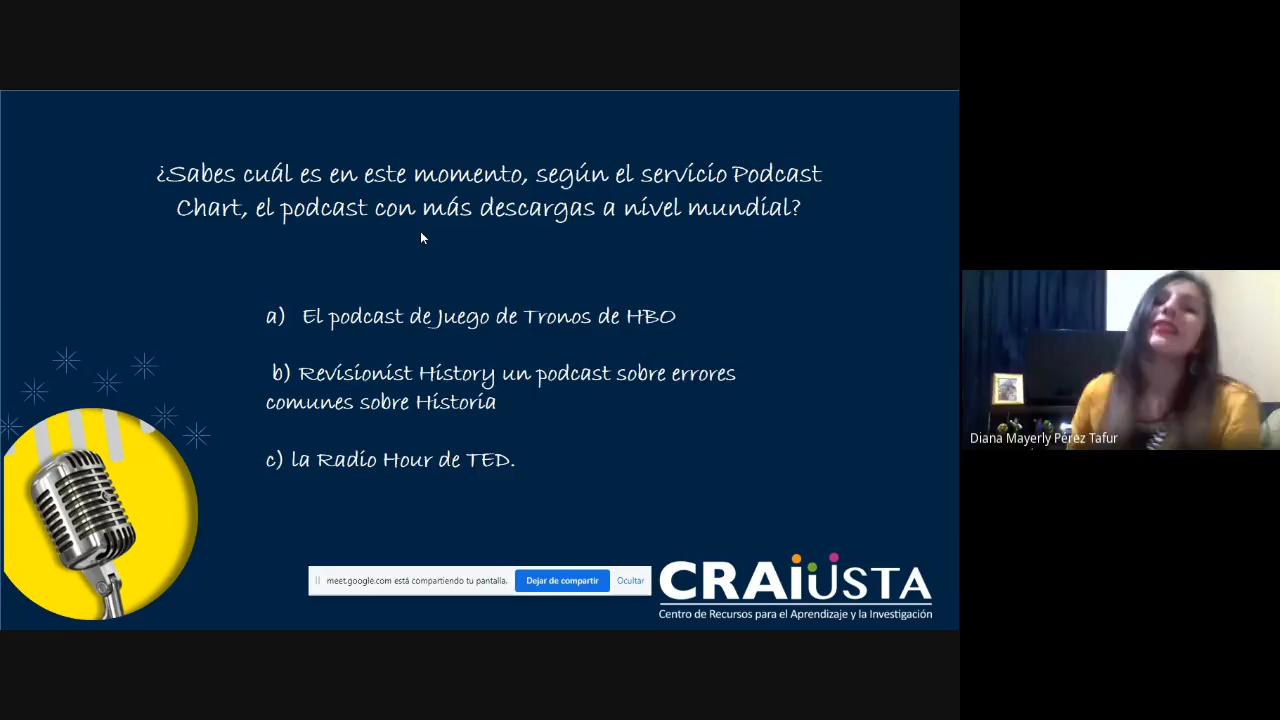 ¿Sabes cuál es en este momento, según el servicio Podcast
Chart, el podcast con más descargas a nivel mundial?
a) El podcast de Juego de Tronos de HBO
b) Revisionist History un podcast sobre errores
comunes sobre Historia
c) la Radio Hour de TED.
meet.google.com está compartiendo tu pantalla.
Dejar de compartir
Ocultar
CRAIUSTA
Centro de Recursos para el Aprendizaje y la Investigación
Diana Mayerly Pérez Tafur